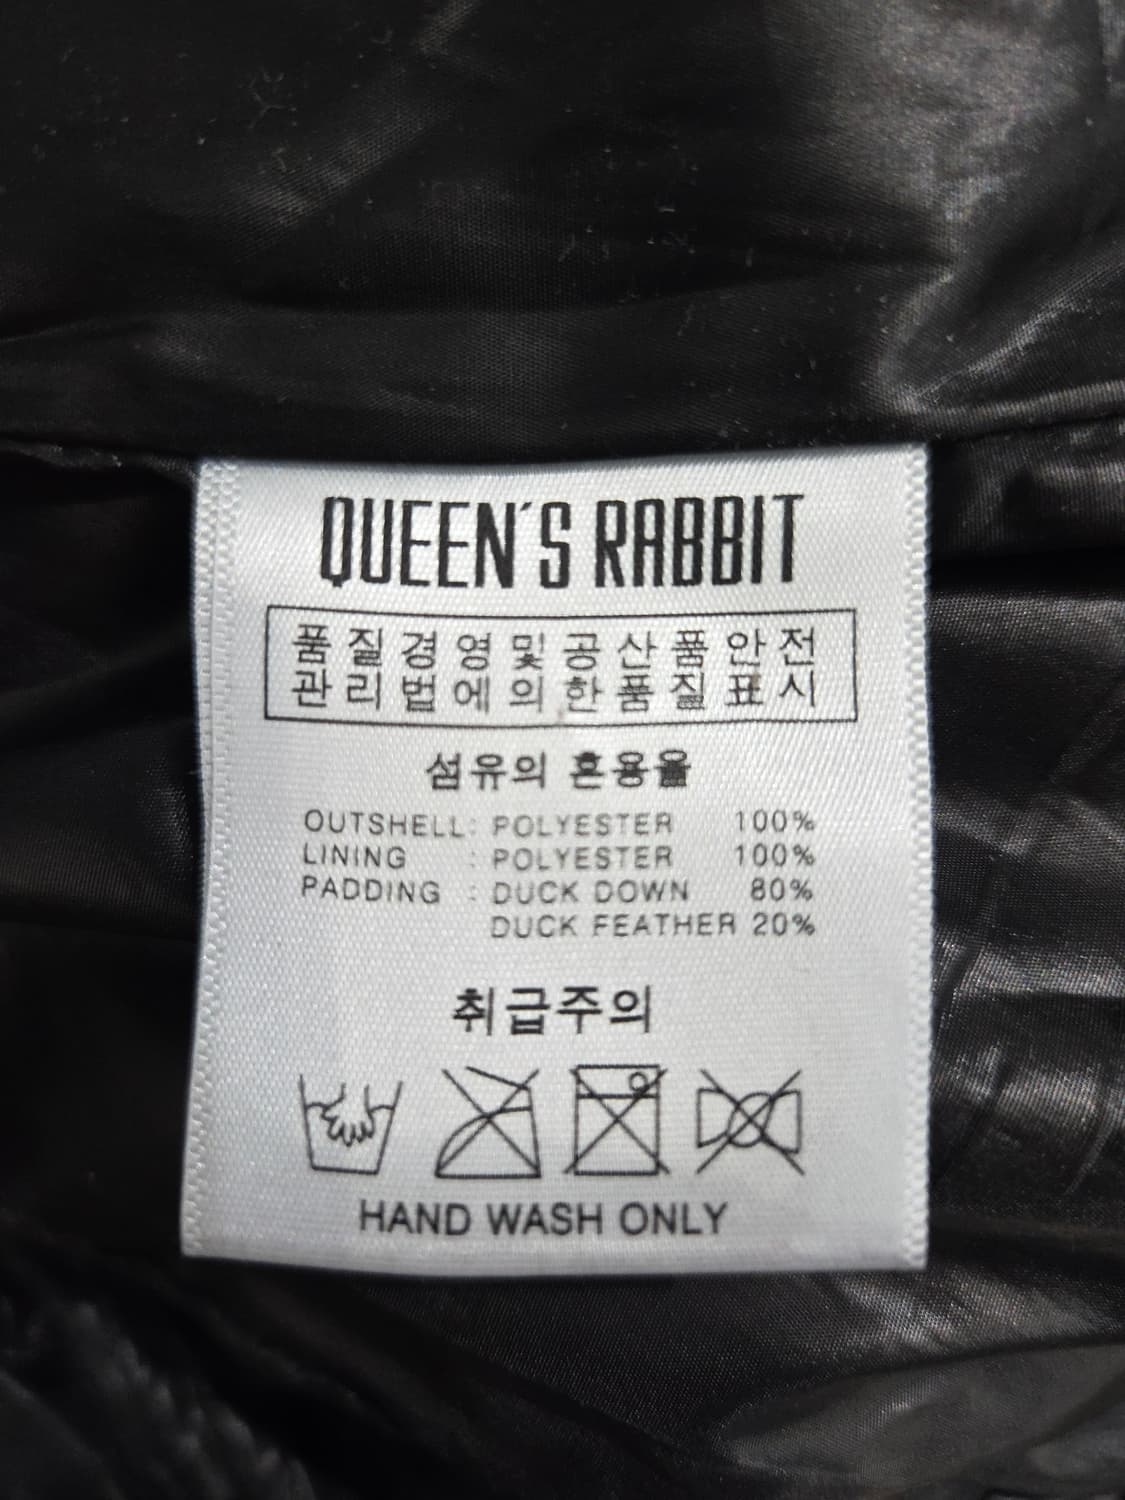 QUEEN'S RABBIT
품질경영및공산품안전
관리법에의한품질표시
섬유의 혼용율
OUTSHELL: POLYESTER 100%
LINING : POLYESTER 100%
PADDING : DUCK DOWN 80%
DUCK FEATHER 20%
취급주의
HAND WASH ONLY